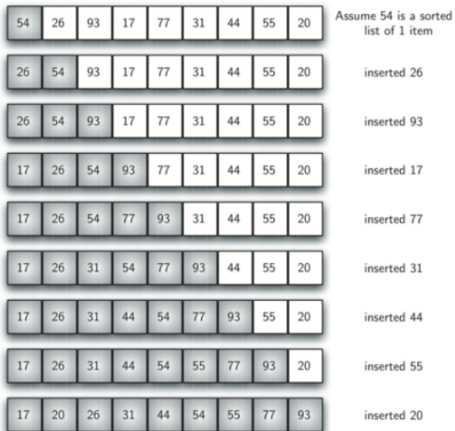 54 26 93 17 77 31 44 55 20 Assume 54 is a sorted
list of 1 item
26 54 93 17 77 31 44 55 20 inserted 26
26 54 93 17 77 31 44 55 20 inserted 93
17 26 54 93 77 31 44 55 20 inserted 17
17 26 54 77 93 31 44 55 20 inserted 77
17 26 31 54 77 93 44 55 20 inserted 31
17 26 31 44 54 77 93 55 20 inserted 44
17 26 31 44 54 55 77 93 20 inserted 55
17 20 26 31 44 54 55 77 93 inserted 20